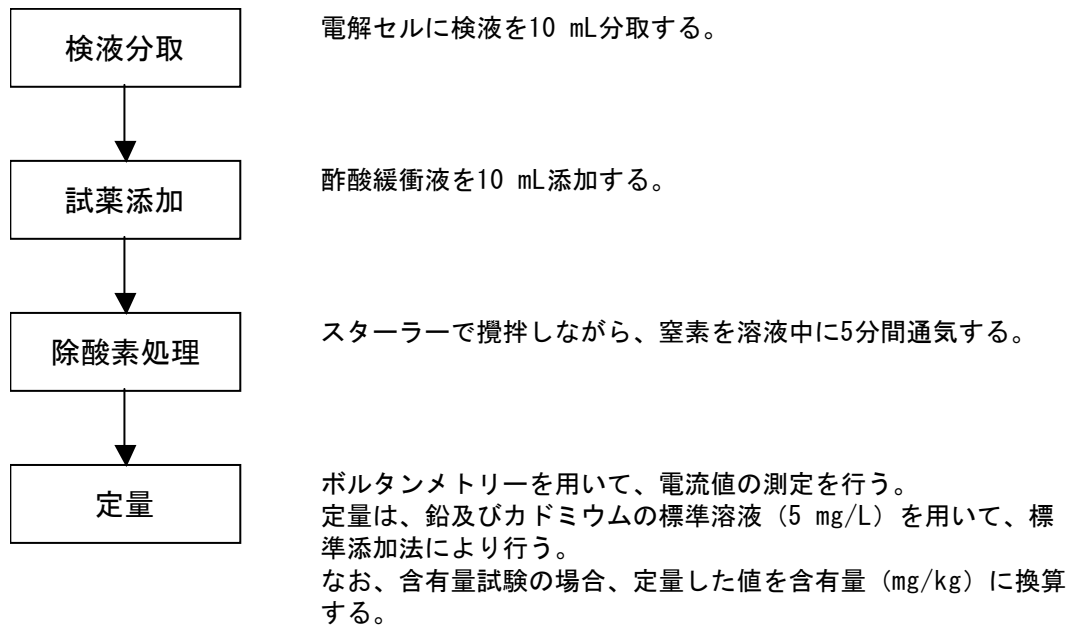 検液分取
電解セルに検液を10 mL分取する。
試薬添加
酢酸緩衝液を10 mL添加する。
除酸素処理
スターラーで攪拌しながら、窒素を溶液中に5分間通気する。
定量
ボルタンメトリーを用いて、電流値の測定を行う。
定量は、鉛及びカドミウムの標準溶液（5 mg/L）を用いて、標
準添加法により行う。
なお、含有量試験の場合、定量した値を含有量（mg/kg）に換算
する。